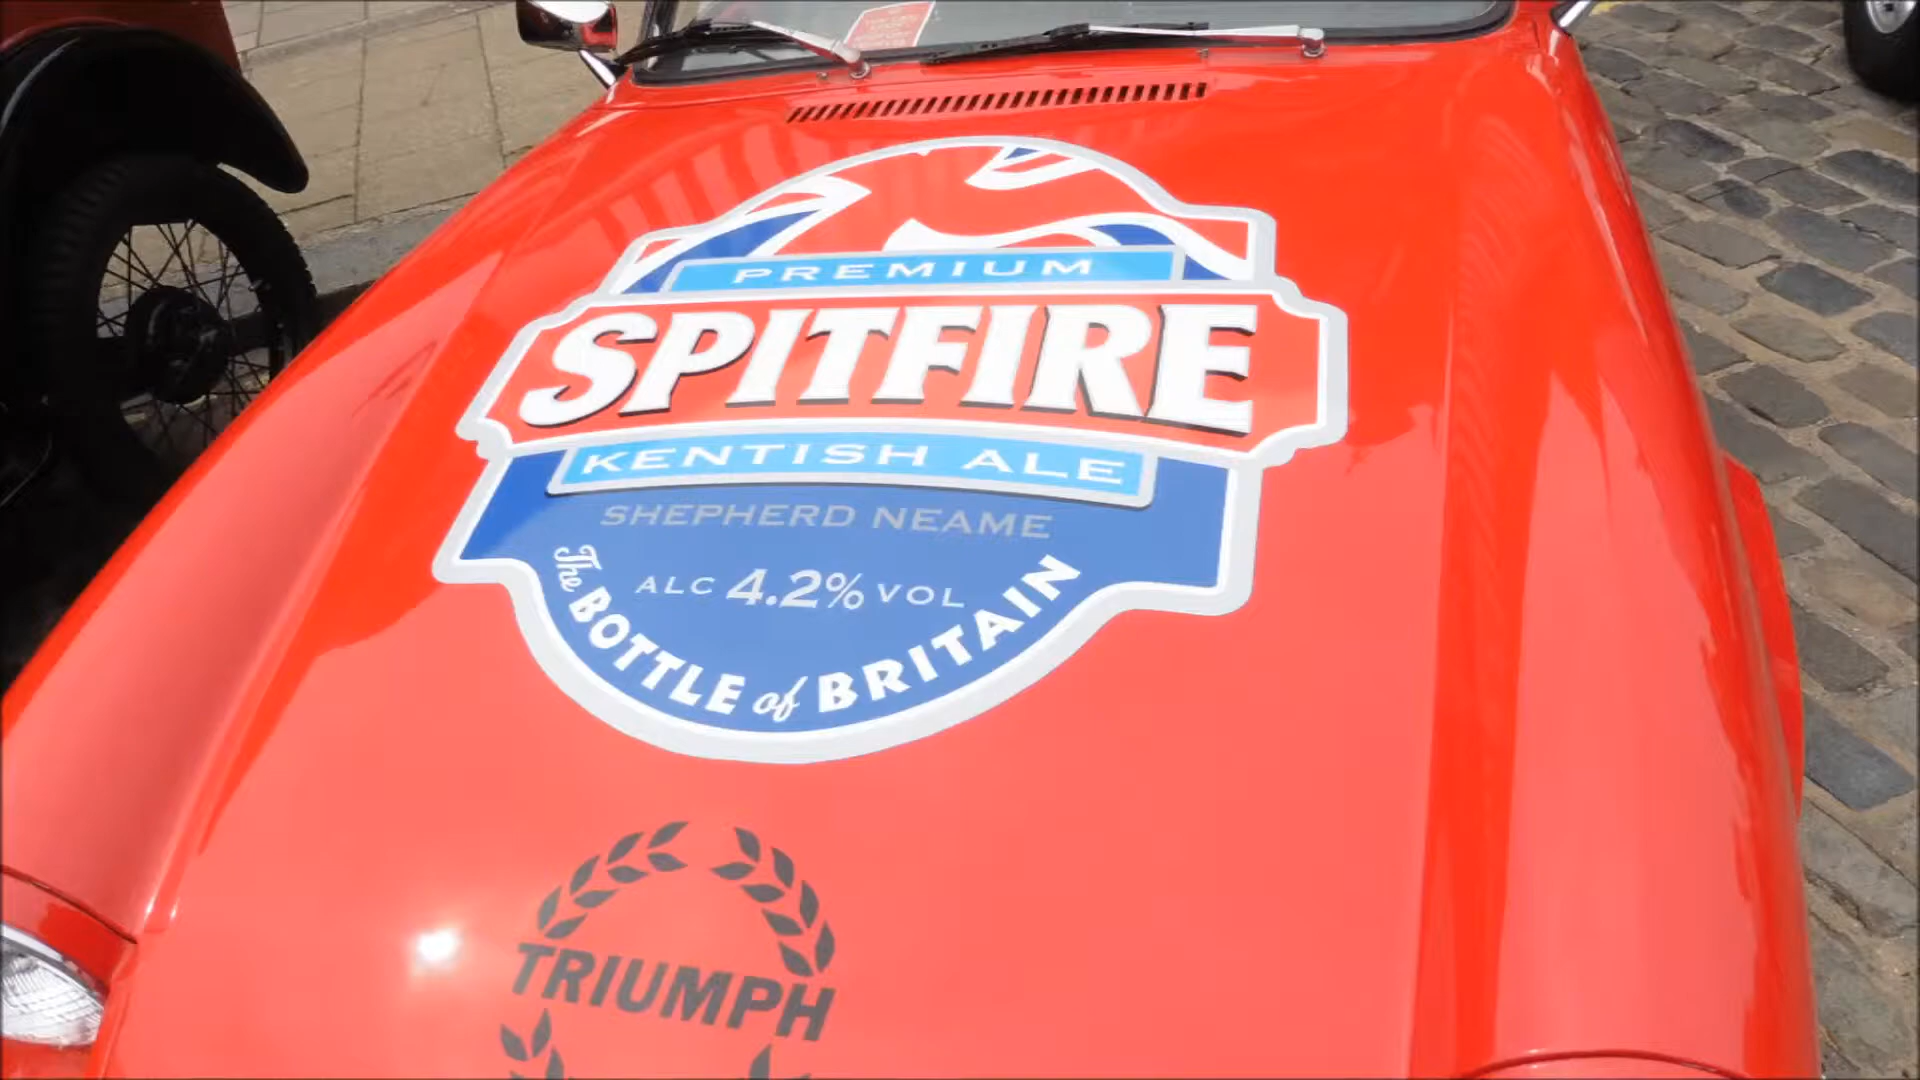 PREMIUM
SPITFIRE
KENTISH ALE
SHEPHERD NEAME
ALC 4.2% VOL
The BOTTLE of BRITAIN
TRIUMPH